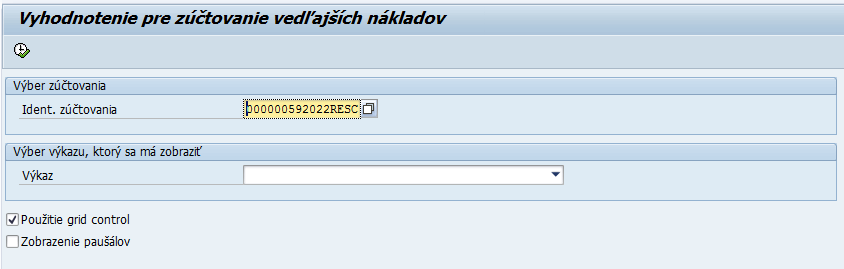 Vyhodnotenie pre zúčtovanie vedľajších nákladov
Výber zúčtovania
Ident. zúčtovania 000000592022RESC
Výber výkazu, ktorý sa má zobraziť
Výkaz
Použitie grid control
Zobrazenie paušálov